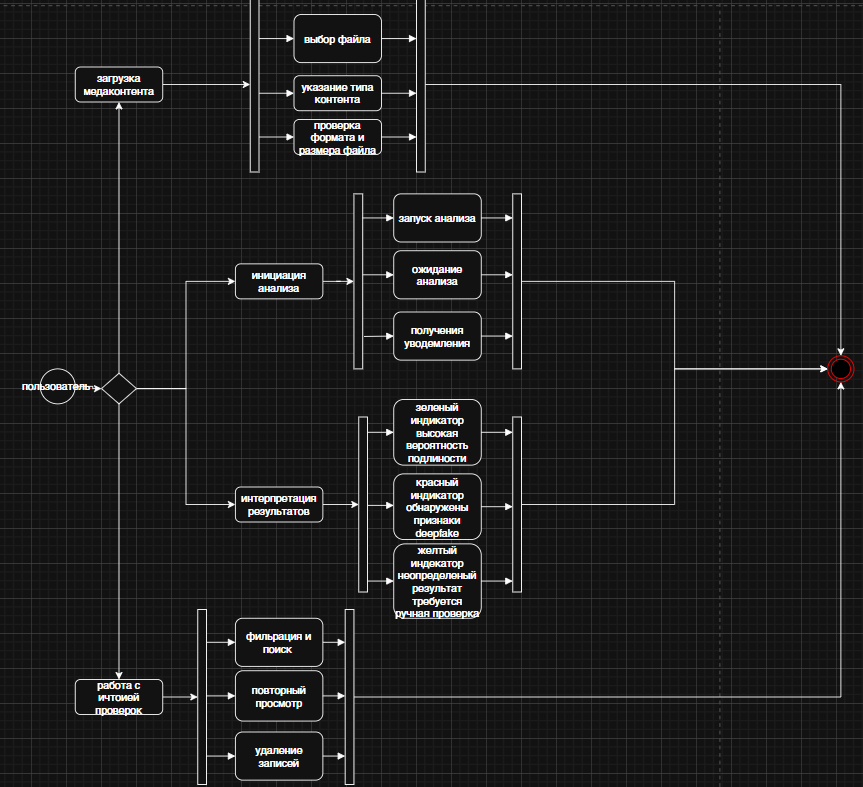 выбор файла
загрузка
медаконтента
указание типа
контента
проверка
формата и
размера файла
запуск анализа
ожидание
анализа
инициация
анализа
получения
уводемления
пользователь
зеленый
индикатор
высокая
вероятность
подлиности
красный
индикатор
обнаружены
признаки
deepfake
интерпретация
результатов
желтый
индекатор
неопределеный
результат
требуется
ручная проверка
фильрация и
поиск
работа с
ичтоией
проверок
повторный
просмотр
удаление
записей